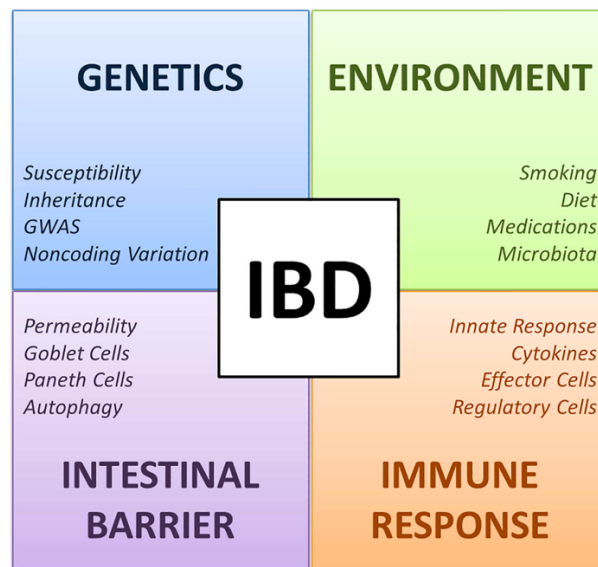 GENETICS
Susceptibility
Inheritance
GWAS
Noncoding Variation
ENVIRONMENT
Smoking
Diet
Medications
Microbiota
IBD
Permeability
Goblet Cells
Paneth Cells
Autophagy
INTESTINAL
BARRIER
Innate Response
Cytokines
Effector Cells
Regulatory Cells
IMMUNE
RESPONSE